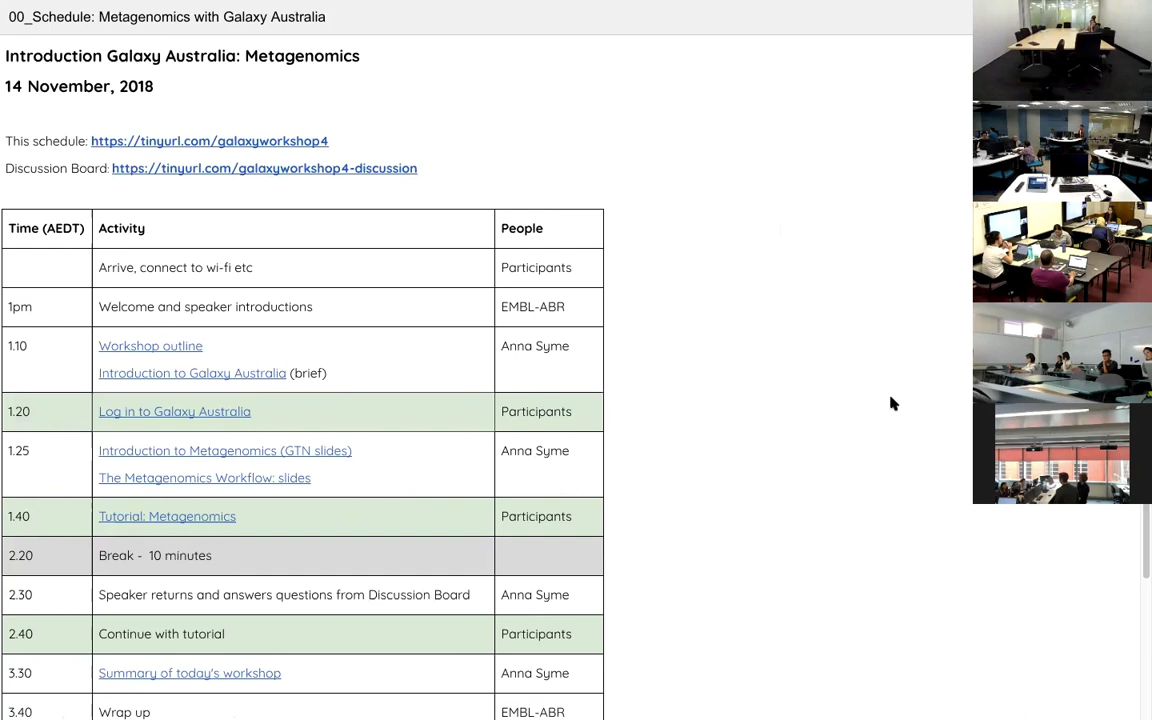 00_Schedule: Metagenomics with Galaxy Australia
Introduction Galaxy Australia: Metagenomics
14 November, 2018
This schedule: https://tinyurl.com/galaxyworkshop4
Discussion Board: https://tinyurl.com/galaxyworkshop4-discussion
Time (AEDT) Activity People
Arrive, connect to wi-fi etc Participants
1pm Welcome and speaker introductions EMBL-ABR
1.10 Workshop outline Anna Syme
Introduction to Galaxy Australia (brief)
1.20 Log in to Galaxy Australia Participants
1.25 Introduction to Metagenomics (GTN slides) Anna Syme
The Metagenomics Workflow: slides
1.40 Tutorial: Metagenomics Participants
2.20 Break - 10 minutes
2.30 Speaker returns and answers questions from Discussion Board Anna Syme
2.40 Continue with tutorial Participants
3.30 Summary of today's workshop Anna Syme
3.40 Wrap up EMBL-ABR